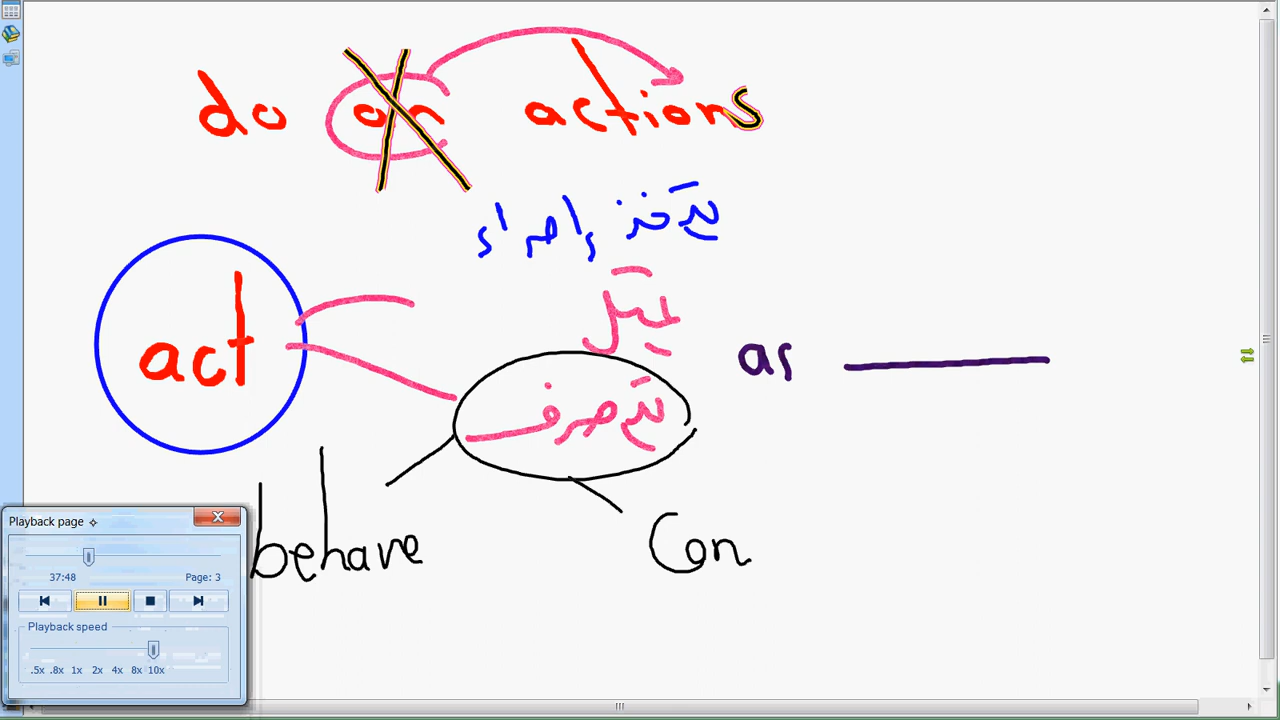 do an actions
يتخذ إجراء
act
يمثل
as
يتصرف
behave
Con
Playback page
37:48 Page: 3
Playback speed
.5x .8x 1x 2x 4x 8x 10x